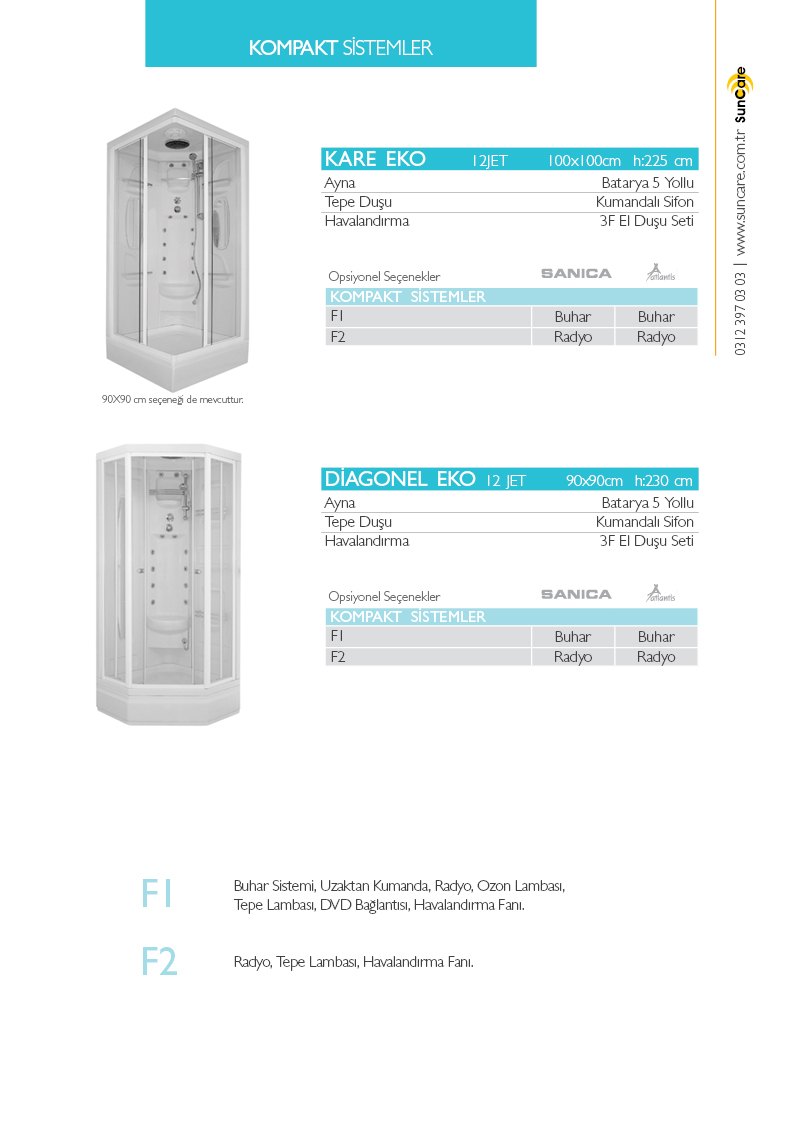 KOMPAKT SİSTEMLER
SunCare
www.suncare.com.tr
0312 397 03 03 |
KARE EKO 12JET 100x100cm h:225 cm
Ayna Batarya 5 Yollu
Tepe Duşu Kumandalı Sifon
Havalandırma 3F El Duşu Seti
Opsiyonel Seçenekler SANICA atlantis
KOMPAKT SİSTEMLER
F1 Buhar Buhar
F2 Radyo Radyo
90X90 cm seçeneği de mevcuttur.
DİAGONEL EKO 12 JET 90x90cm h:230 cm
Ayna Batarya 5 Yollu
Tepe Duşu Kumandalı Sifon
Havalandırma 3F El Duşu Seti
Opsiyonel Seçenekler SANICA atlantis
KOMPAKT SİSTEMLER
F1 Buhar Buhar
F2 Radyo Radyo
F1 Buhar Sistemi, Uzaktan Kumanda, Radyo, Ozon Lambası,
Tepe Lambası, DVD Bağlantısı, Havalandırma Fanı.
F2 Radyo, Tepe Lambası, Havalandırma Fanı.